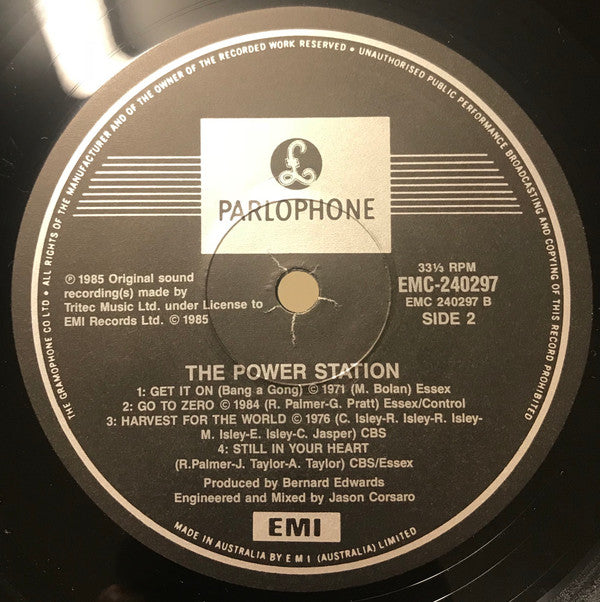 THE GRAMOPHONE CO LTD • ALL RIGHTS OF THE MANUFACTURER AND OF THE OWNER OF THE RECORDED WORK RESERVED • UNAUTHORISED PUBLIC PERFORMANCE BROADCASTING AND COPYING OF THIS RECORD PROHIBITED
£
PARLOPHONE
℗ 1985 Original sound
recording(s) made by
Tritec Music Ltd. under License to
EMI Records Ltd. © 1985
33⅓ RPM
EMC-240297
EMC 240297 B
SIDE 2
THE POWER STATION
1: GET IT ON (Bang a Gong) © 1971 (M. Bolan) Essex
2: GO TO ZERO © 1984 (R. Palmer-G. Pratt) Essex/Control
3: HARVEST FOR THE WORLD © 1976 (C. Isley-R. Isley-R. Isley-
M. Isley-E. Isley-C. Jasper) CBS
4: STILL IN YOUR HEART
(R.Palmer-J. Taylor-A. Taylor) CBS/Essex
Produced by Bernard Edwards
Engineered and Mixed by Jason Corsaro
EMI
MADE IN AUSTRALIA BY E M I (AUSTRALIA) LIMITED